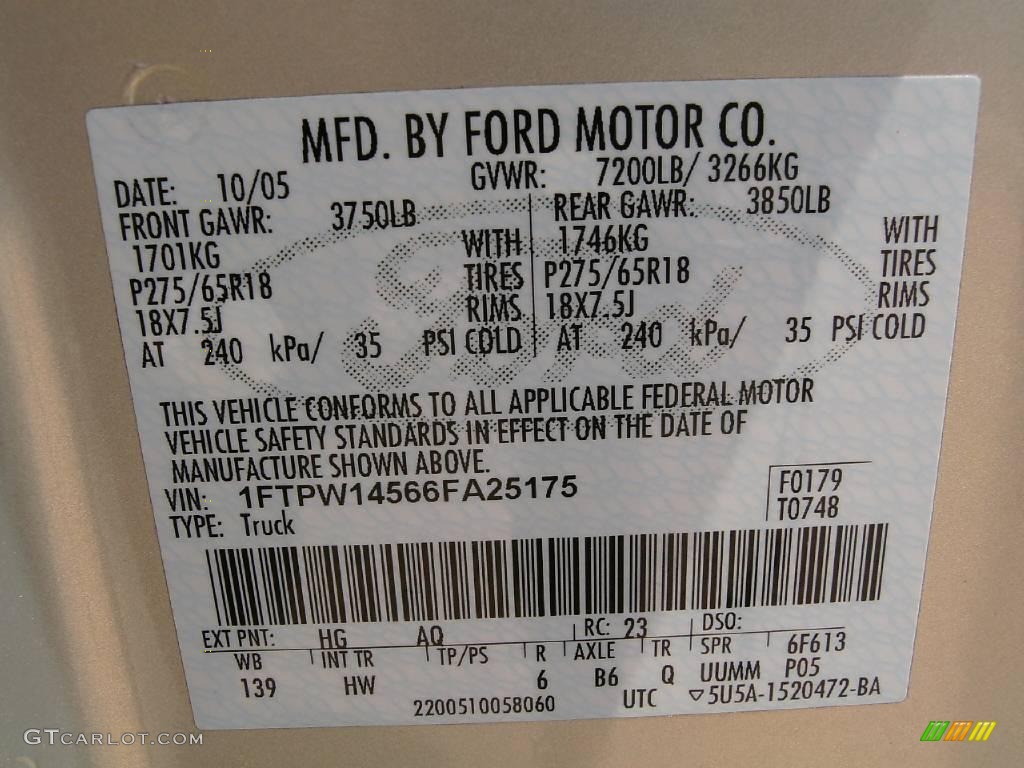 MFD. BY FORD MOTOR CO.
DATE: 10/05 GVWR: 7200LB/ 3266KG
FRONT GAWR: 3750LB REAR GAWR: 3850LB
1701KG WITH 1746KG WITH
P275/65R18 TIRES P275/65R18 TIRES
18X7.5J RIMS 18X7.5J RIMS
AT 240 kPa/ 35 PSI COLD AT 240 kPa/ 35 PSI COLD
THIS VEHICLE CONFORMS TO ALL APPLICABLE FEDERAL MOTOR
VEHICLE SAFETY STANDARDS IN EFFECT ON THE DATE OF
MANUFACTURE SHOWN ABOVE.
VIN: 1FTPW14566FA25175 F0179
TYPE: Truck T0748
EXT PNT: HG AQ RC: 23 DSO:
WB INT TR TP/PS R AXLE TR SPR 6F613
139 HW 6 B6 Q UUMM P05
2200510058060 UTC ▽5U5A-1520472-BA
GTCARLOT.COM
Ford